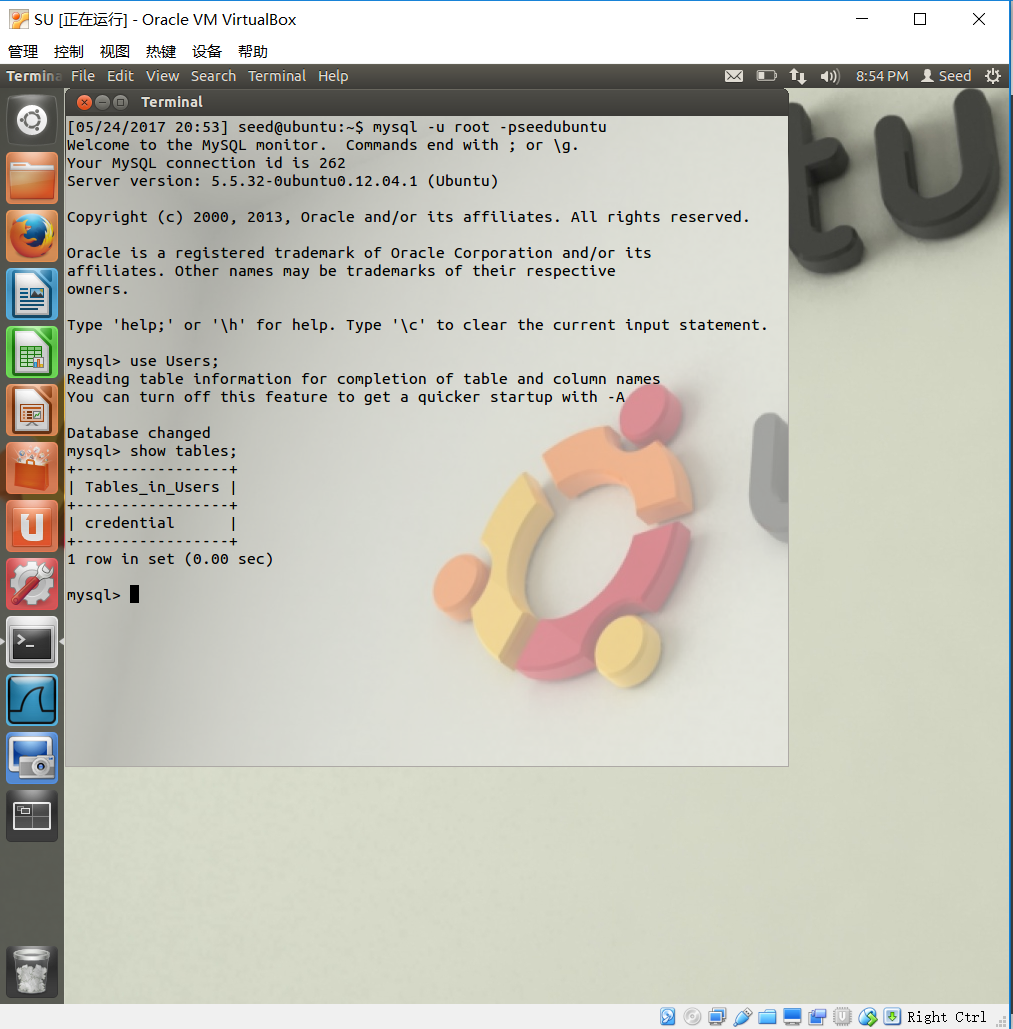 SU [正在运行] - Oracle VM VirtualBox
管理 控制 视图 热键 设备 帮助
Termina File Edit View Search Terminal Help 8:54 PM Seed
Terminal
[05/24/2017 20:53] seed@ubuntu:~$ mysql -u root -pseedubuntu
Welcome to the MySQL monitor.  Commands end with ; or \g.
Your MySQL connection id is 262
Server version: 5.5.32-0ubuntu0.12.04.1 (Ubuntu)
Copyright (c) 2000, 2013, Oracle and/or its affiliates. All rights reserved.
Oracle is a registered trademark of Oracle Corporation and/or its
affiliates. Other names may be trademarks of their respective
owners.
Type 'help;' or '\h' for help. Type '\c' to clear the current input statement.
mysql> use Users;
Reading table information for completion of table and column names
You can turn off this feature to get a quicker startup with -A
Database changed
mysql> show tables;
+-----------------+
| Tables_in_Users |
+-----------------+
| credential      |
+-----------------+
1 row in set (0.00 sec)
mysql>
tu
U
Right Ctrl